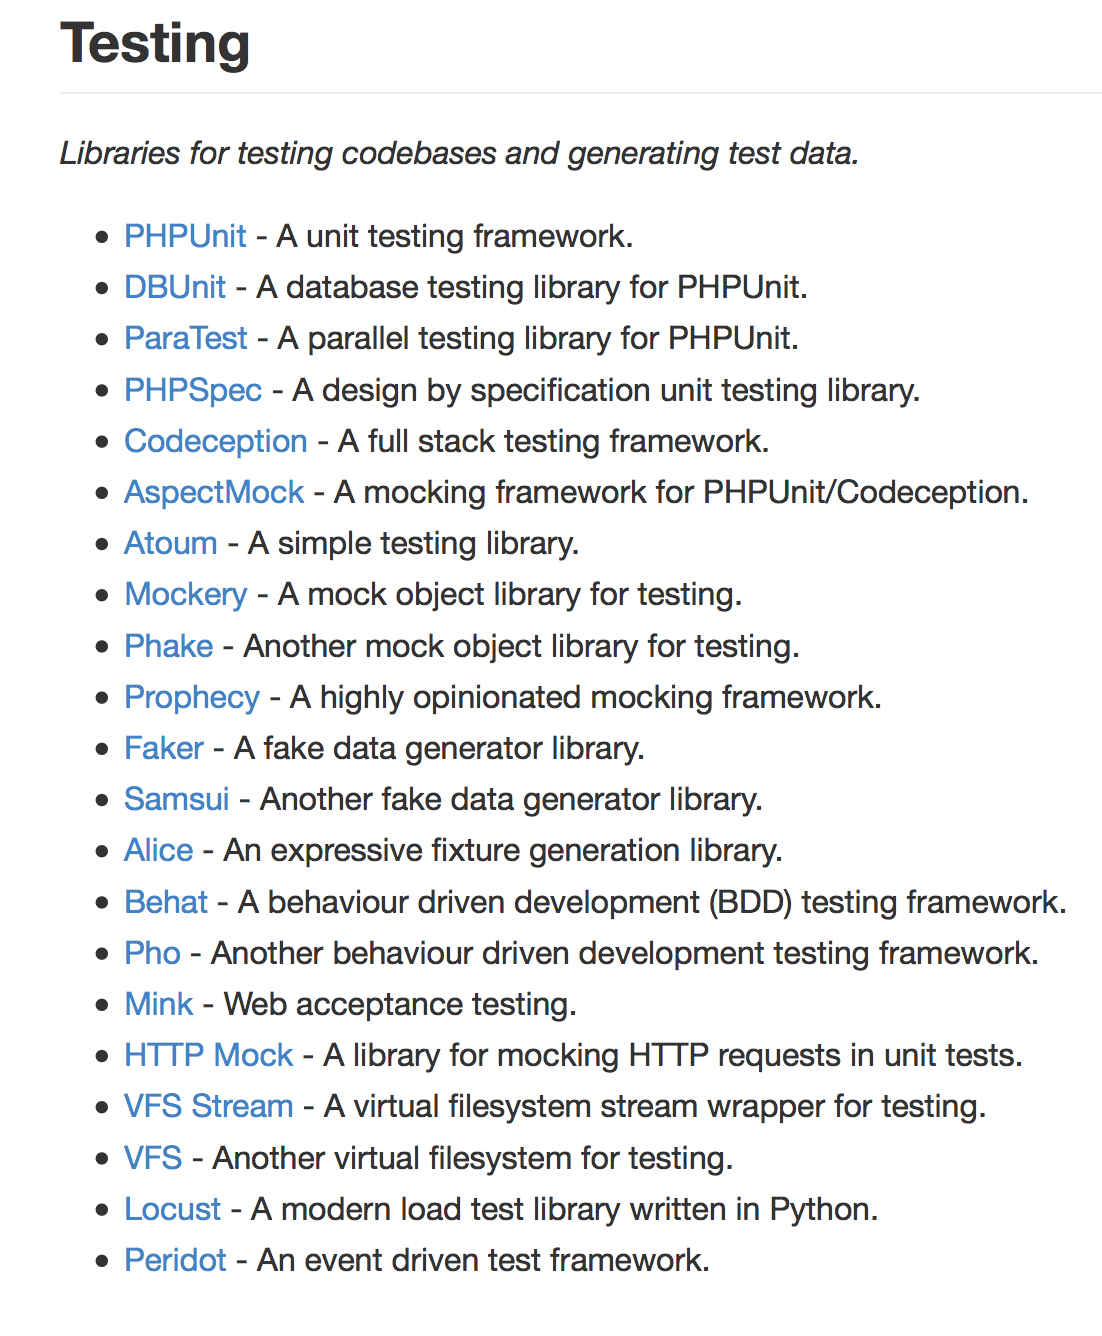 Testing
Libraries for testing codebases and generating test data.
• PHPUnit - A unit testing framework.
• DBUnit - A database testing library for PHPUnit.
• ParaTest - A parallel testing library for PHPUnit.
• PHPSpec - A design by specification unit testing library.
• Codeception - A full stack testing framework.
• AspectMock - A mocking framework for PHPUnit/Codeception.
• Atoum - A simple testing library.
• Mockery - A mock object library for testing.
• Phake - Another mock object library for testing.
• Prophecy - A highly opinionated mocking framework.
• Faker - A fake data generator library.
• Samsui - Another fake data generator library.
• Alice - An expressive fixture generation library.
• Behat - A behaviour driven development (BDD) testing framework.
• Pho - Another behaviour driven development testing framework.
• Mink - Web acceptance testing.
• HTTP Mock - A library for mocking HTTP requests in unit tests.
• VFS Stream - A virtual filesystem stream wrapper for testing.
• VFS - Another virtual filesystem for testing.
• Locust - A modern load test library written in Python.
• Peridot - An event driven test framework.